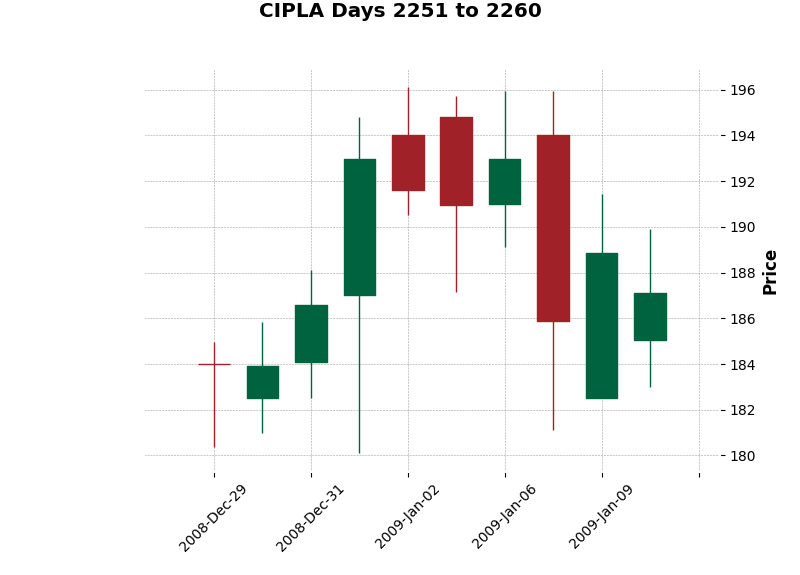 CIPLA Days 2251 to 2260
196
194
192
190
188
186
184
182
180
Price
2008-Dec-29
2008-Dec-31
2009-Jan-02
2009-Jan-06
2009-Jan-09